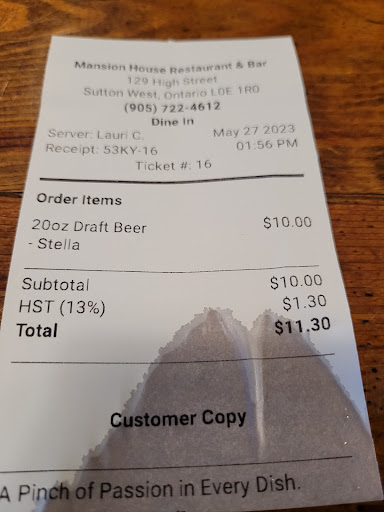 Mansion House Restaurant & Bar
129 High Street
Sutton West, Ontario L0E 1R0
(905) 722-4612
Dine In
Server: Lauri C. May 27 2023
Receipt: 53KY-16 01:56 PM
Ticket #: 16
Order Items
20oz Draft Beer $10.00
- Stella
Subtotal $10.00
HST (13%) $1.30
Total $11.30
Customer Copy
A Pinch of Passion in Every Dish.